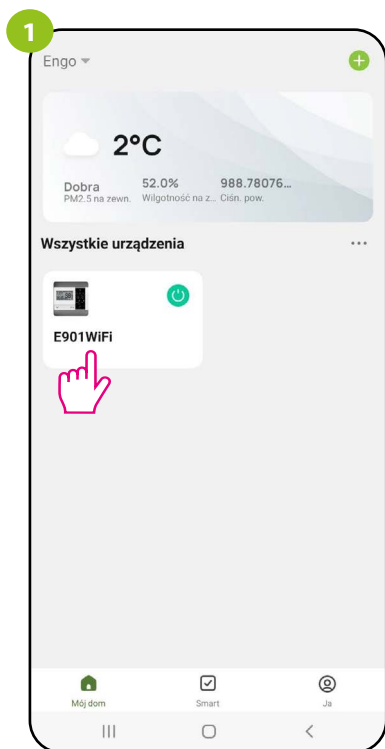 1
Engo
2°C
Dobra 52.0% 988.78076...
PM2.5 na zewn. Wilgotność na z... Ciśn. pow.
Wszystkie urządzenia
E901WiFi
Mój dom Smart Ja